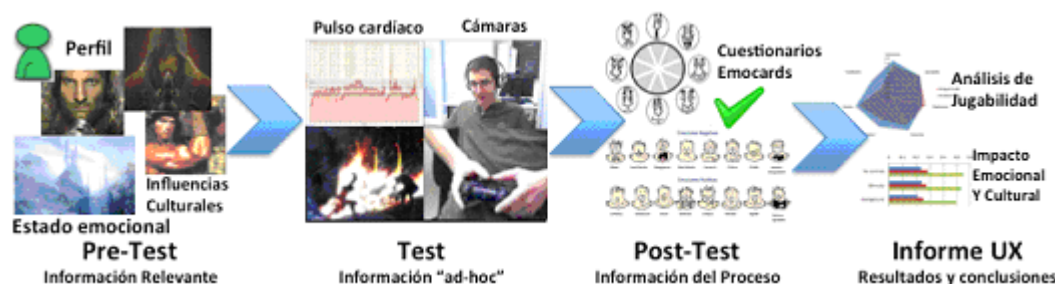 Perfil
Influencias
Culturales
Estado emocional
Pre-Test
Información Relevante
Pulso cardíaco
Cámaras
Test
Información "ad-hoc"
Cuestionarios
Emocards
Post-Test
Información del Proceso
Análisis de
Jugabilidad
Impacto
Emocional
Y Cultural
Informe UX
Resultados y conclusiones